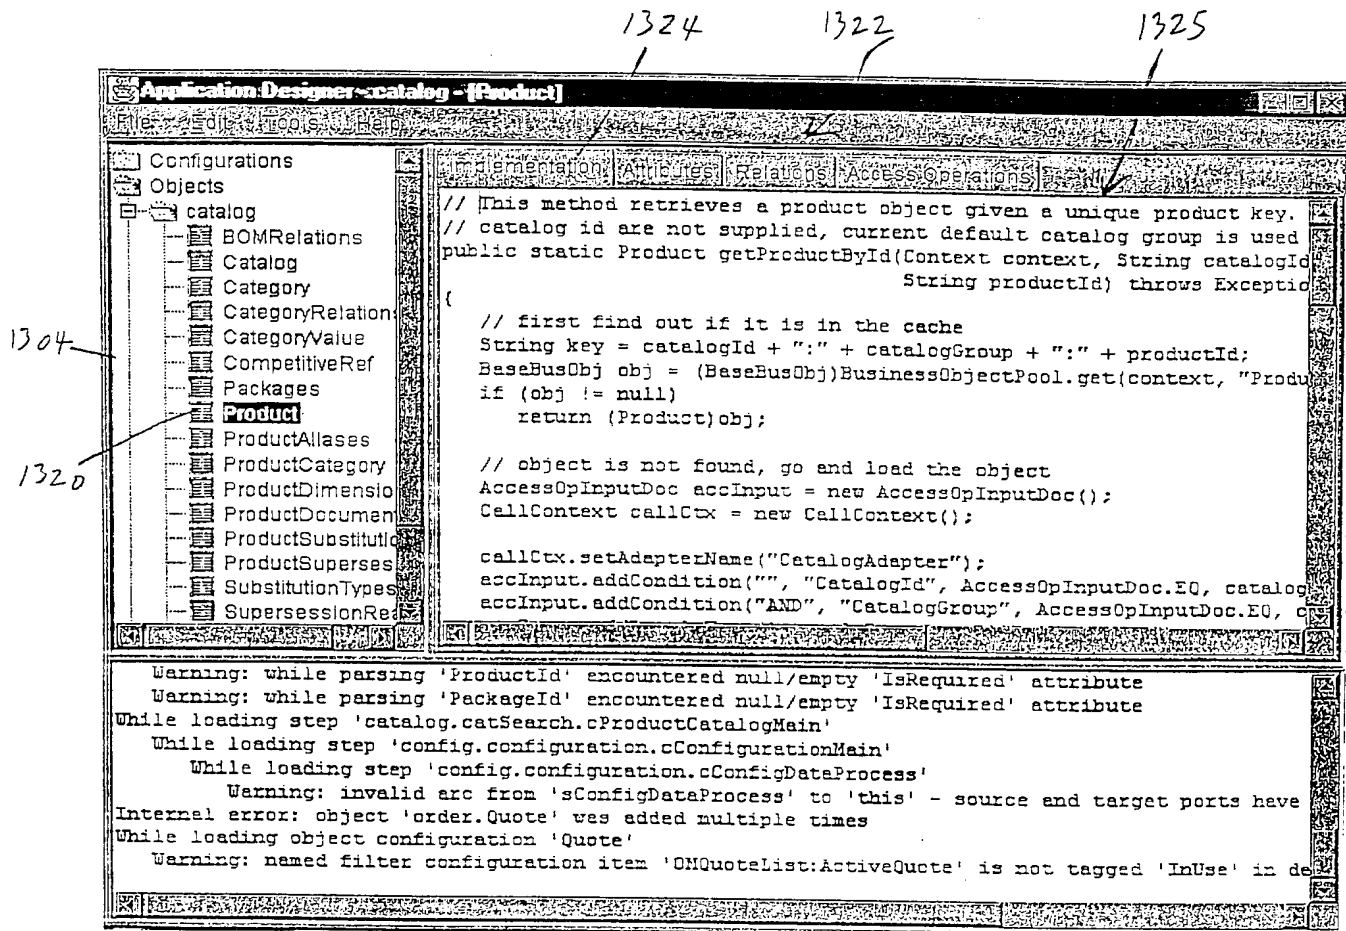 1324 1322 1325
Application Designer - catalog - [Product]
File Edit Tools Help
Configurations
Objects
catalog
BOMRelations
Catalog
Category
CategoryRelation
CategoryValue
CompetitiveRef
Packages
Product
ProductAliases
ProductCategory
ProductDimensio
ProductDocumen
ProductSubstitutio
ProductSuperses
SubstitutionTypes
SupersessionRea
1304
1320
Implementation Attributes Relations Access Operations
// This method retrieves a product object given a unique product key.
// catalog id are not supplied, current default catalog group is used
public static Product getProductById(Context context, String catalogId
String productId) throws Exceptio
{
// first find out if it is in the cache
String key = catalogId + ":" + catalogGroup + ":" + productId;
BaseBusObj obj = (BaseBusObj)BusinessObjectPool.get(context, "Produ
if (obj != null)
return (Product)obj;
// object is not found, go and load the object
AccessOpInputDoc accInput = new AccessOpInputDoc();
CallContext callCtx = new CallContext();
callCtx.setAdapterName("CatalogAdapter");
accInput.addCondition("", "CatalogId", AccessOpInputDoc.EQ, catalog
accInput.addCondition("AND", "CatalogGroup", AccessOpInputDoc.EQ, c
Warning: while parsing 'ProductId' encountered null/empty 'IsRequired' attribute
Warning: while parsing 'PackageId' encountered null/empty 'IsRequired' attribute
While loading step 'catalog.catSearch.cProductCatalogMain'
While loading step 'config.configuration.cConfigurationMain'
While loading step 'config.configuration.cConfigDataProcess'
Warning: invalid arc from 'sConfigDataProcess' to 'this' - source and target ports have
Internal error: object 'order.Quote' was added multiple times
While loading object configuration 'Quote'
Warning: named filter configuration item 'OMQuoteList:ActiveQuote' is not tagged 'InUse' in de